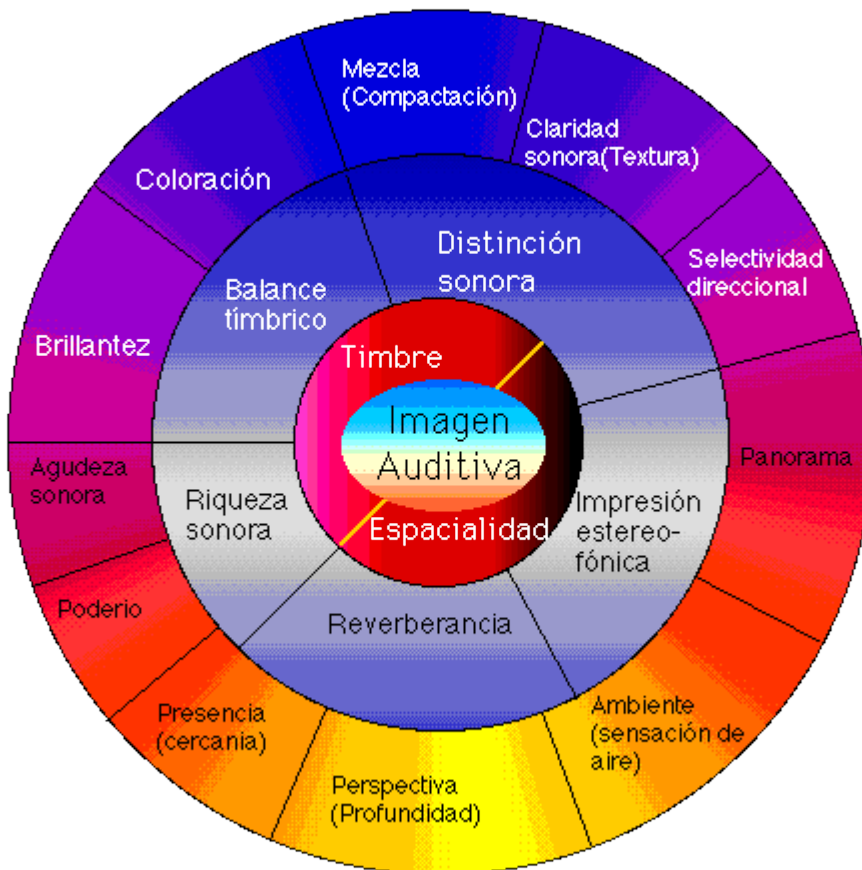 Mezcla
(Compactación)
Claridad
sonora(Textura)
Coloración
Distinción
sonora
Selectividad
direccional
Balance
tímbrico
Brillantez
Timbre
Imagen
Auditiva
Panorama
Agudeza
sonora
Riqueza
sonora
Impresión
estereo-
fónica
Espacialidad
Poderio
Reverberancia
Presencia
(cercania)
Ambiente
(sensación de
aire)
Perspectiva
(Profundidad)